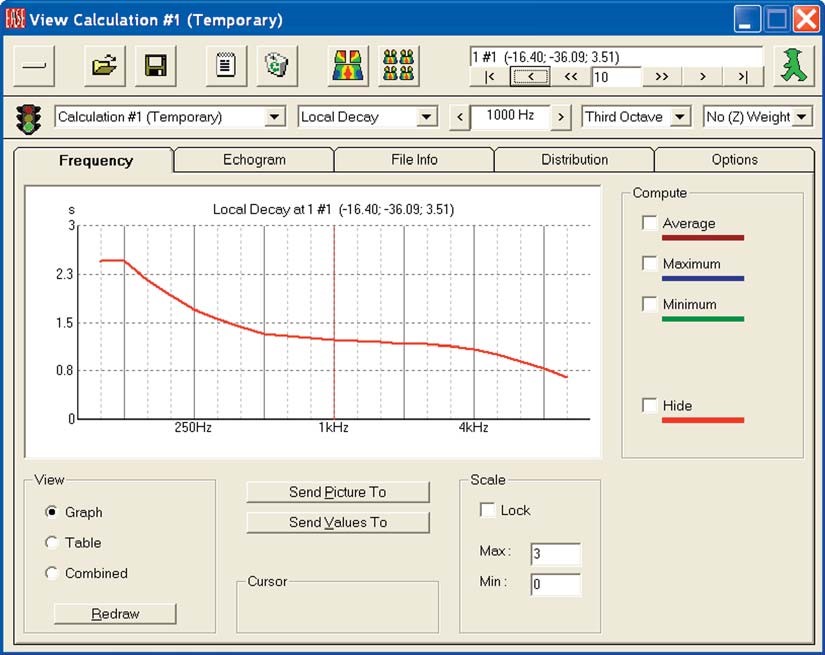 EASE View Calculation #1 (Temporary)
1 #1 (-16.40; -36.09; 3.51)
|< < << 10 >> > >|
Calculation #1 (Temporary) Local Decay < 1000 Hz > Third Octave No (Z) Weight
Frequency Echogram File Info Distribution Options
s Local Decay at 1 #1 (-16.40; -36.09; 3.51)
3
2.3
1.5
0.8
0
250Hz 1kHz 4kHz
Compute
Average
Maximum
Minimum
Hide
View
Graph
Table
Combined
Redraw
Send Picture To
Send Values To
Cursor
Scale
Lock
Max: 3
Min: 0